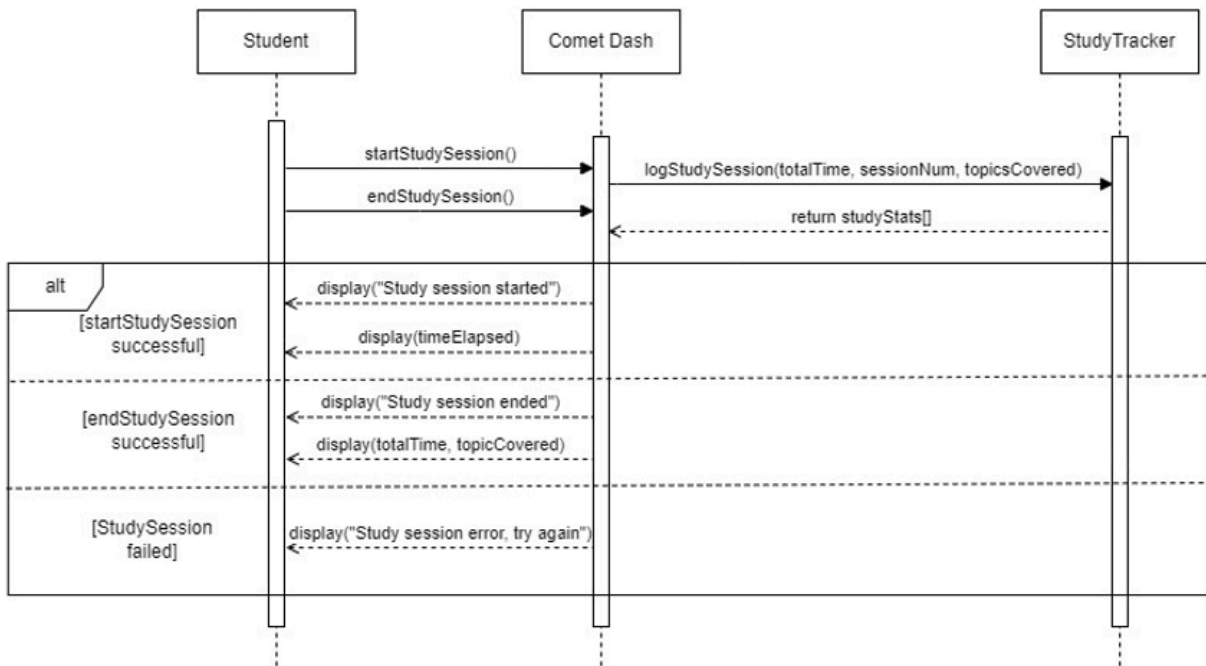 Student
Comet Dash
StudyTracker
startStudySession()
logStudySession(totalTime, sessionNum, topicsCovered)
endStudySession()
return studyStats[]
alt
display("Study session started")
[startStudySession
successful]
display(timeElapsed)
display("Study session ended")
[endStudySession
successful]
display(totalTime, topicCovered)
[StudySession
failed]
display("Study session error, try again")